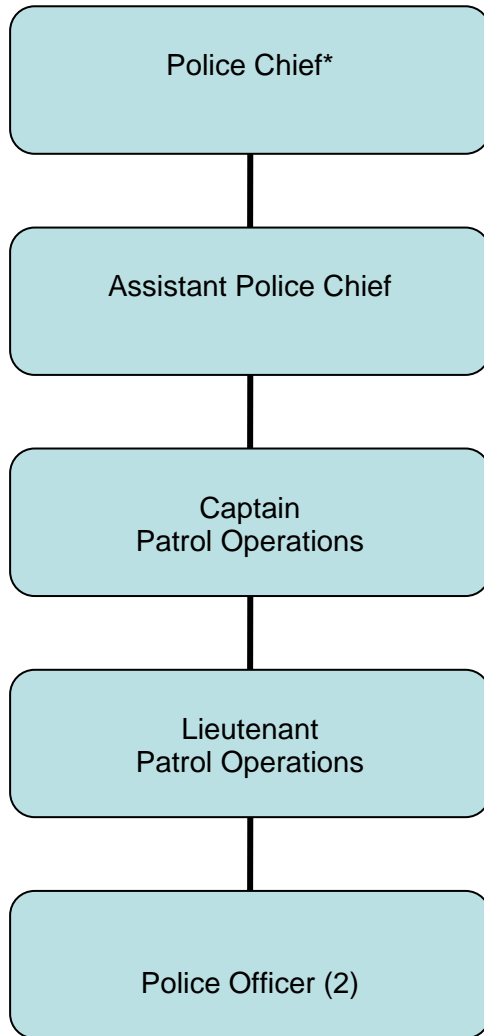 Police Chief*
Assistant Police Chief
Captain
Patrol Operations
Lieutenant
Patrol Operations
Police Officer (2)